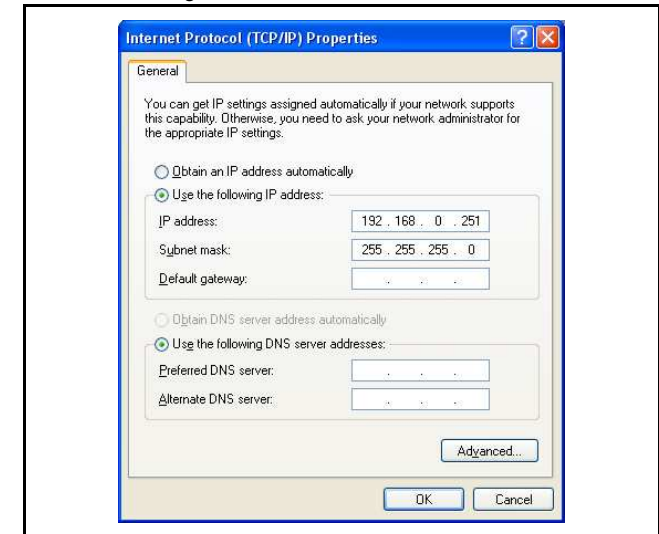 Internet Protocol (TCP/IP) Properties
General
You can get IP settings assigned automatically if your network supports
this capability. Otherwise, you need to ask your network administrator for
the appropriate IP settings.
Obtain an IP address automatically
Use the following IP address:
IP address: 192 . 168 . 0 . 251
Subnet mask: 255 . 255 . 255 . 0
Default gateway: . . .
Obtain DNS server address automatically
Use the following DNS server addresses:
Preferred DNS server: . . .
Alternate DNS server: . . .
Advanced...
OK Cancel